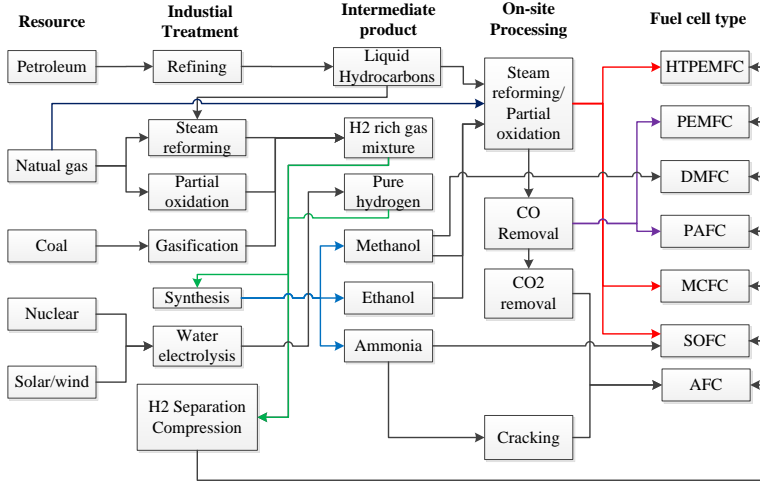 Resource
Industial
Treatment
Intermediate
product
On-site
Processing
Fuel cell type
Petroleum
Refining
Liquid
Hydrocarbons
Steam
reforming/
Partial
oxidation
HTPEMFC
Natual gas
Steam
reforming
H2 rich gas
mixture
PEMFC
Partial
oxidation
Pure
hydrogen
DMFC
Coal
Gasification
Methanol
CO
Removal
PAFC
Synthesis
Ethanol
CO2
removal
MCFC
Nuclear
Water
electrolysis
Ammonia
SOFC
Solar/wind
AFC
H2 Separation
Compression
Cracking